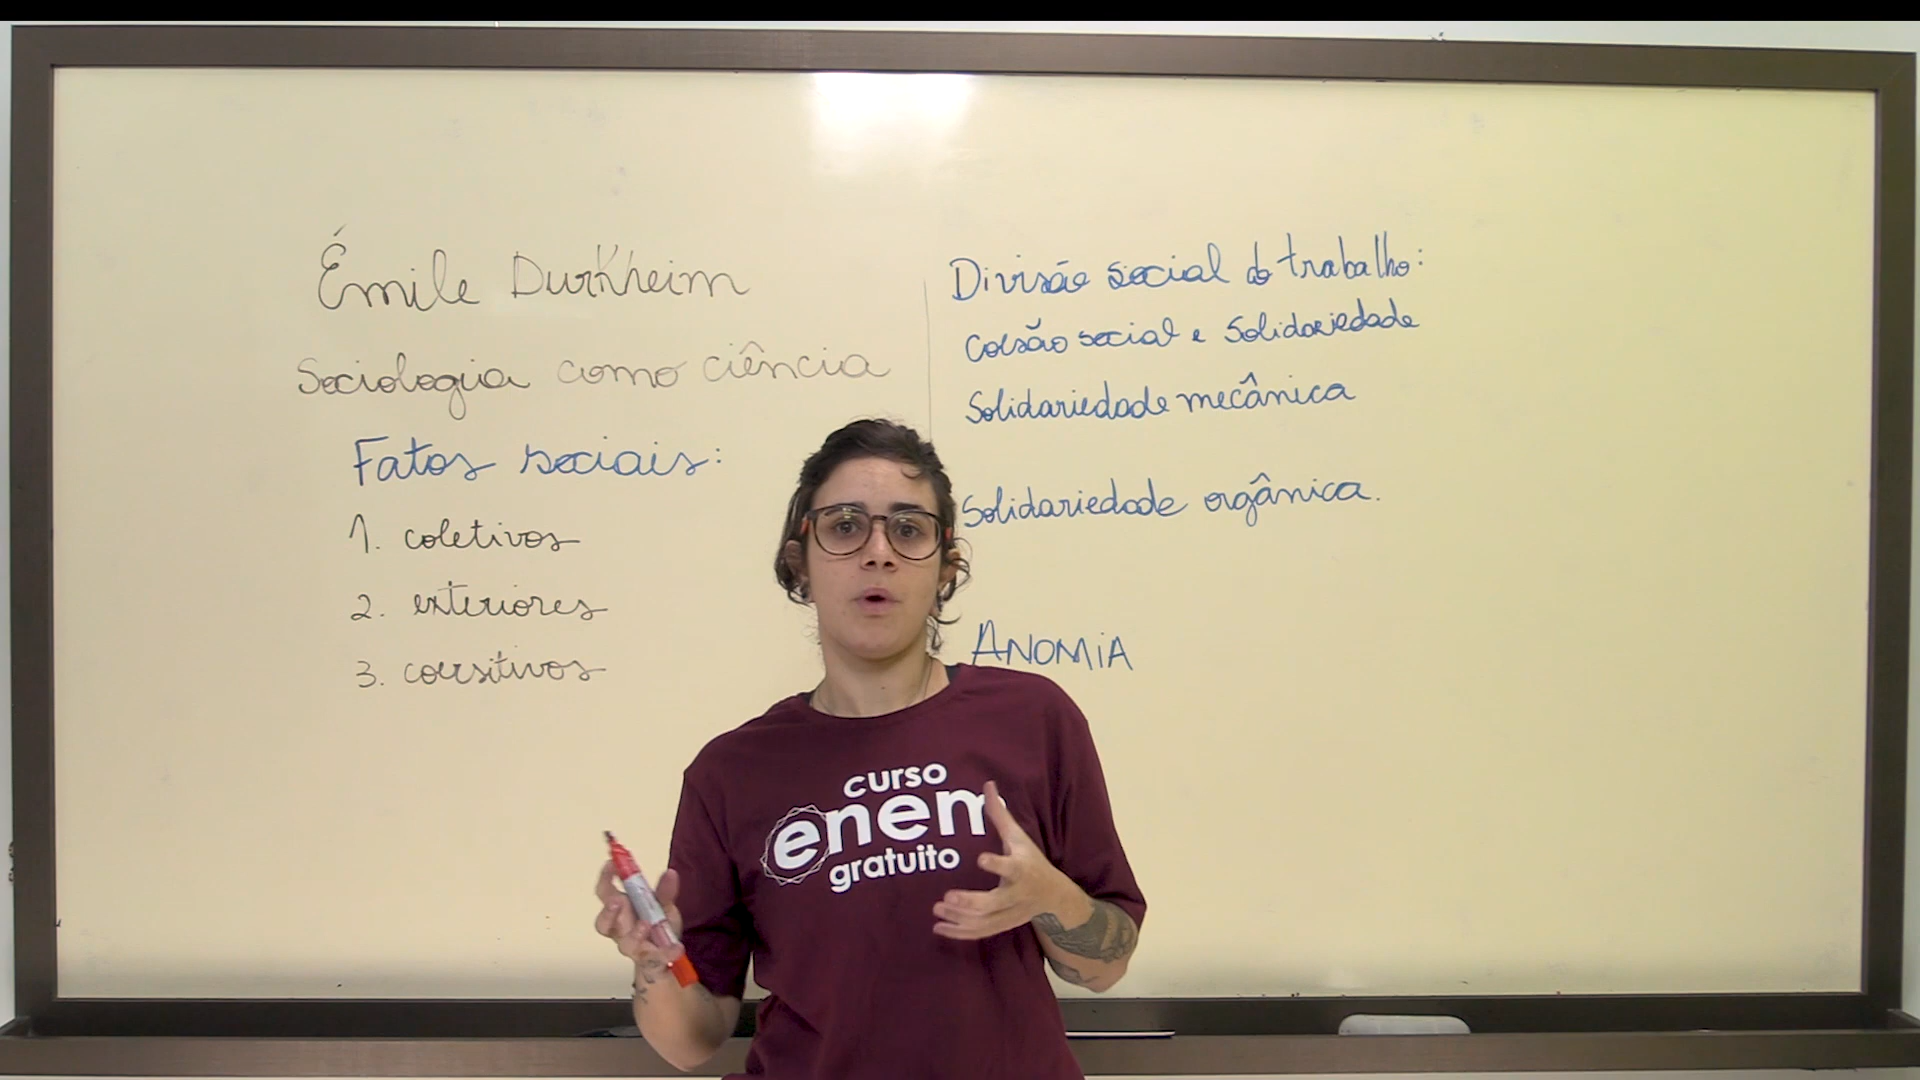 Émile Durkheim
Sociologia como ciência
Fatos sociais:
1. coletivos
2. exteriores
3. coersitivos
Divisão social do trabalho:
Coesão social e Solidariedade
Solidariedade mecânica
Solidariedade orgânica.
ANOMIA
curso
enem
gratuito